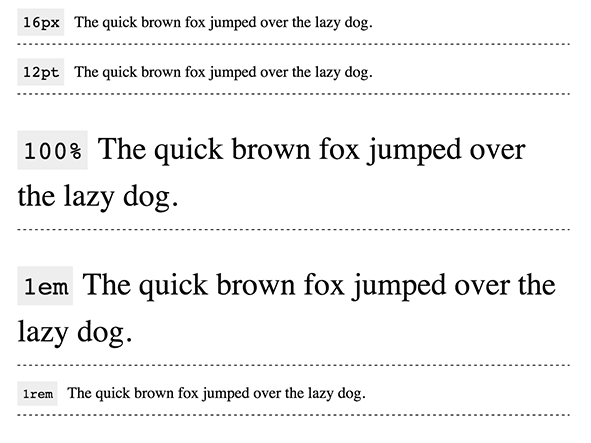 16px The quick brown fox jumped over the lazy dog.
12pt The quick brown fox jumped over the lazy dog.
100% The quick brown fox jumped over
the lazy dog.
1em The quick brown fox jumped over the
lazy dog.
1rem The quick brown fox jumped over the lazy dog.